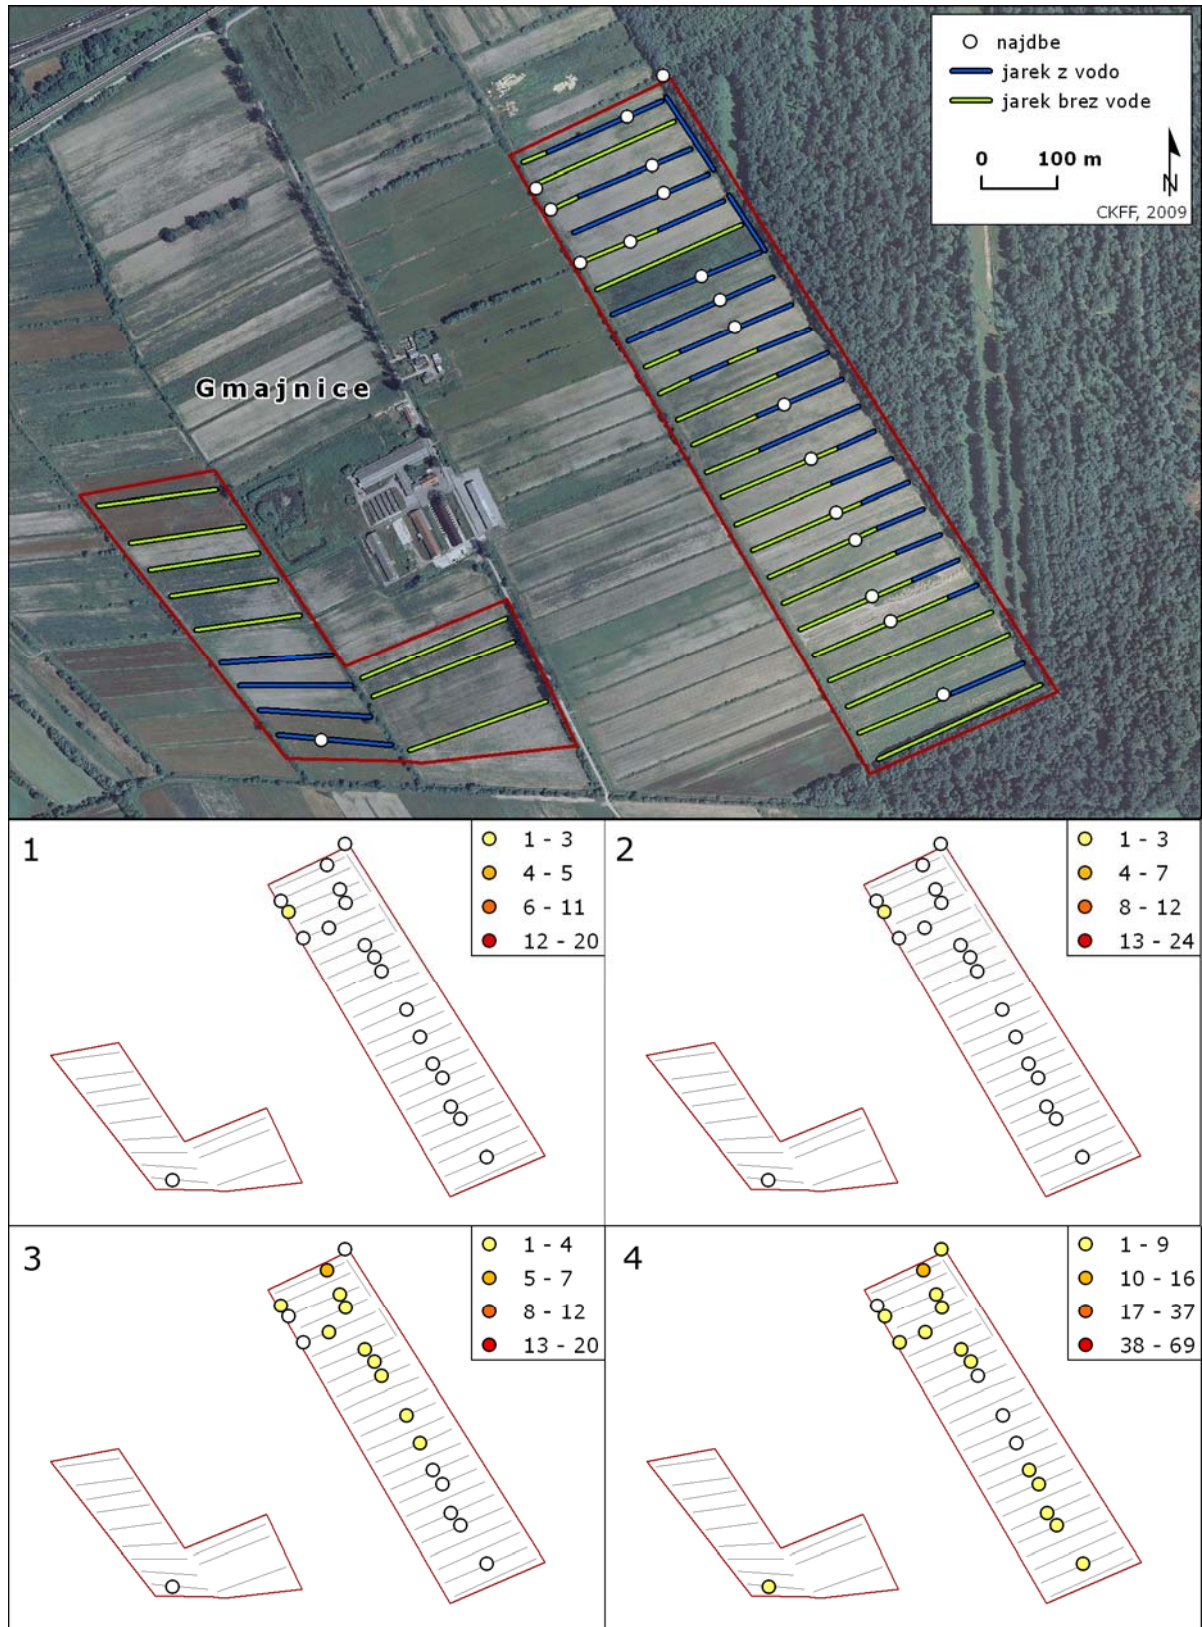 najdbe
jarek z vodo
jarek brez vode
0 100 m
N
CKFF, 2009
Gmajnice
1
1 - 3
4 - 5
6 - 11
12 - 20
2
1 - 3
4 - 7
8 - 12
13 - 24
3
1 - 4
5 - 7
8 - 12
13 - 20
4
1 - 9
10 - 16
17 - 37
38 - 69